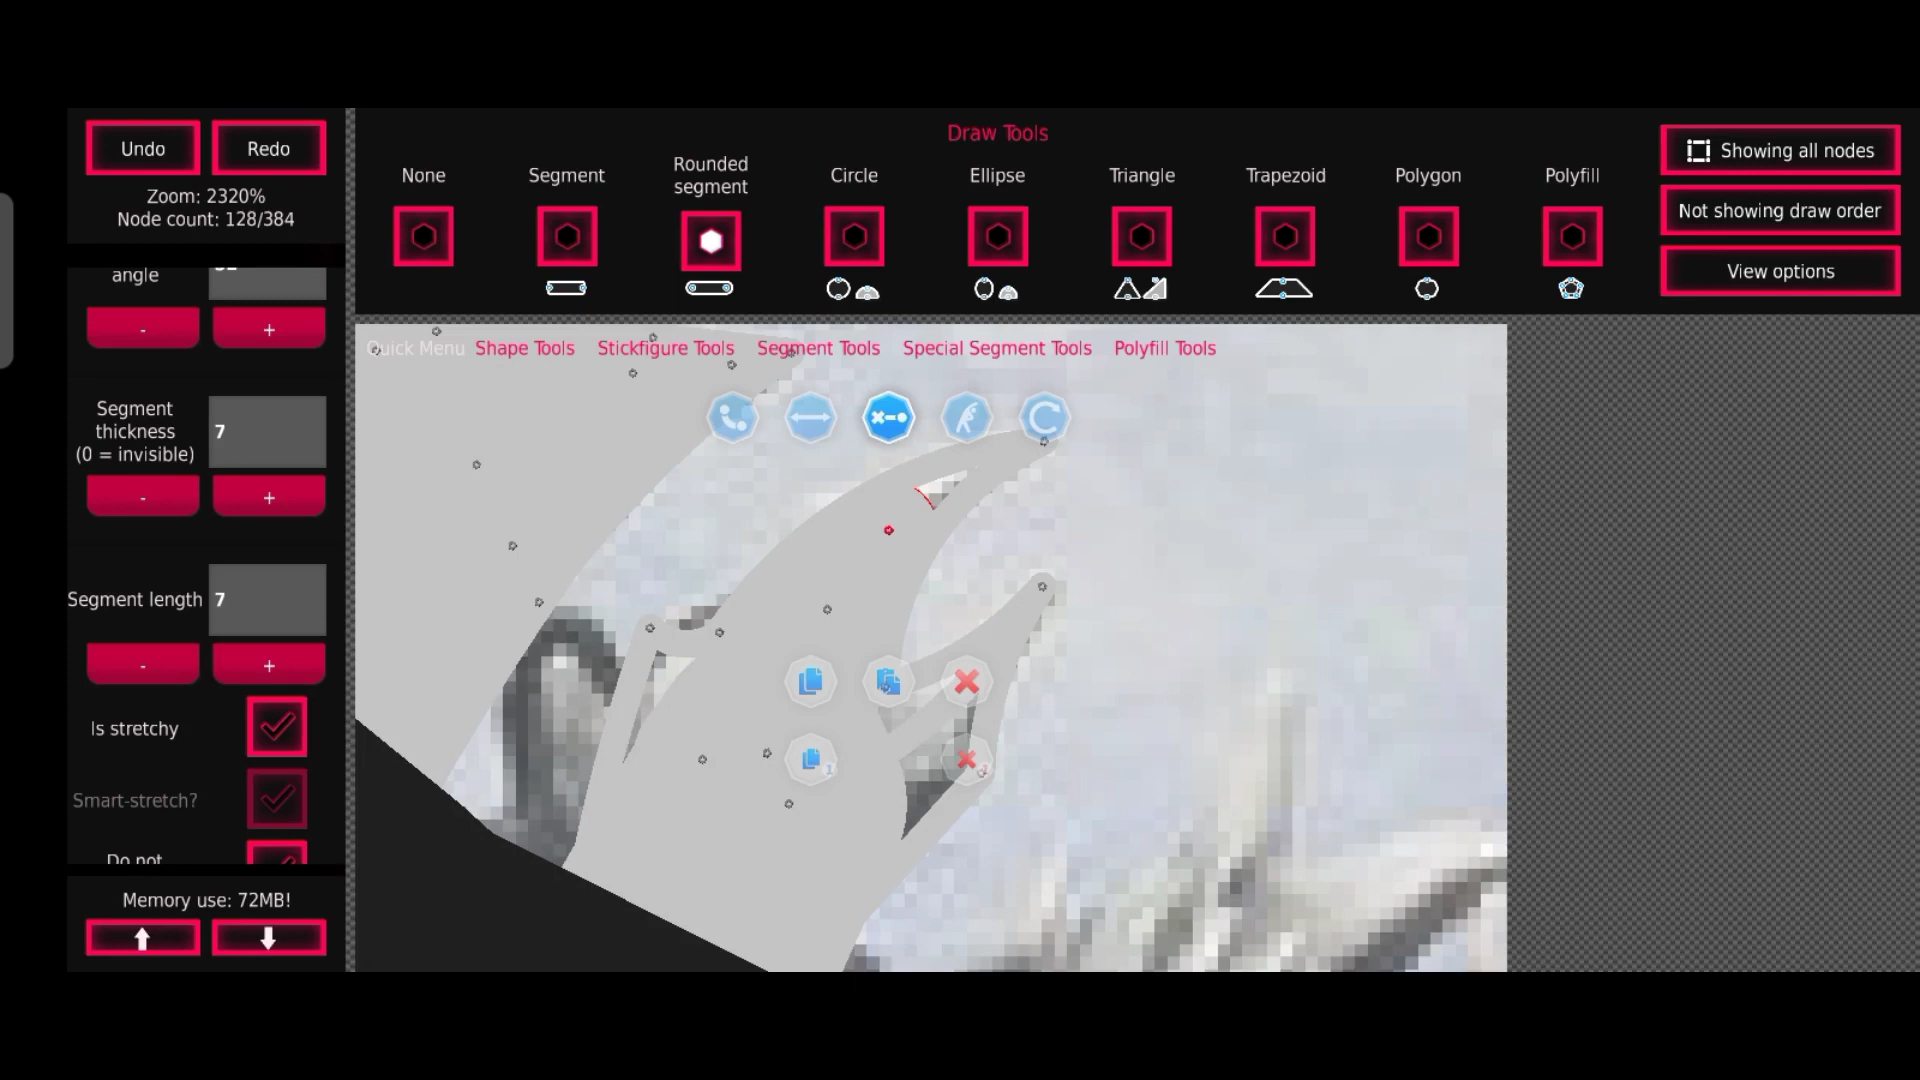 Undo
Redo
Zoom: 2320%
Node count: 128/384
angle
-
+
Segment
thickness
(0 = invisible)
7
-
+
Segment length
7
-
+
Is stretchy
Smart-stretch?
Do not
Memory use: 72MB!
Draw Tools
None
Segment
Rounded
segment
Circle
Ellipse
Triangle
Trapezoid
Polygon
Polyfill
Showing all nodes
Not showing draw order
View options
Quick Menu Shape Tools Stickfigure Tools Segment Tools Special Segment Tools Polyfill Tools